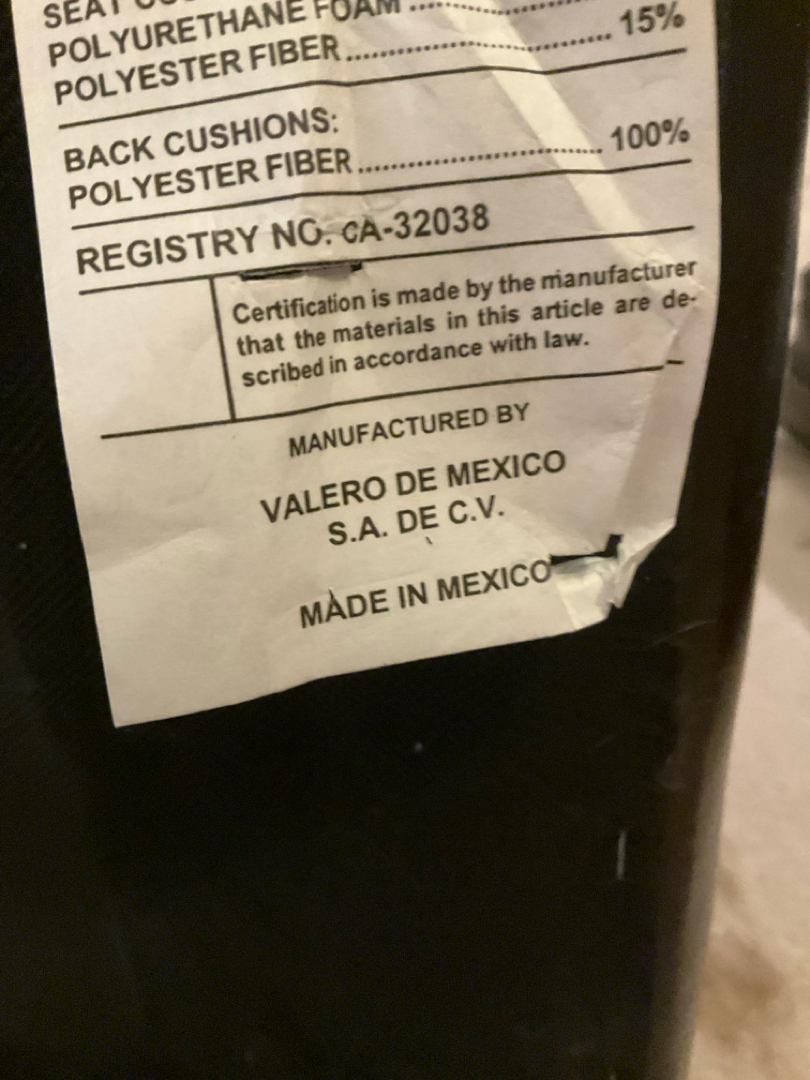 SEAT
POLYURETHANE FOAM ..........
POLYESTER FIBER.............................. 15%
BACK CUSHIONS:
POLYESTER FIBER............................ 100%
REGISTRY NO. CA-32038
Certification is made by the manufacturer
that the materials in this article are de-
scribed in accordance with law.
MANUFACTURED BY
VALERO DE MEXICO
S.A. DE C.V.
MADE IN MEXICO